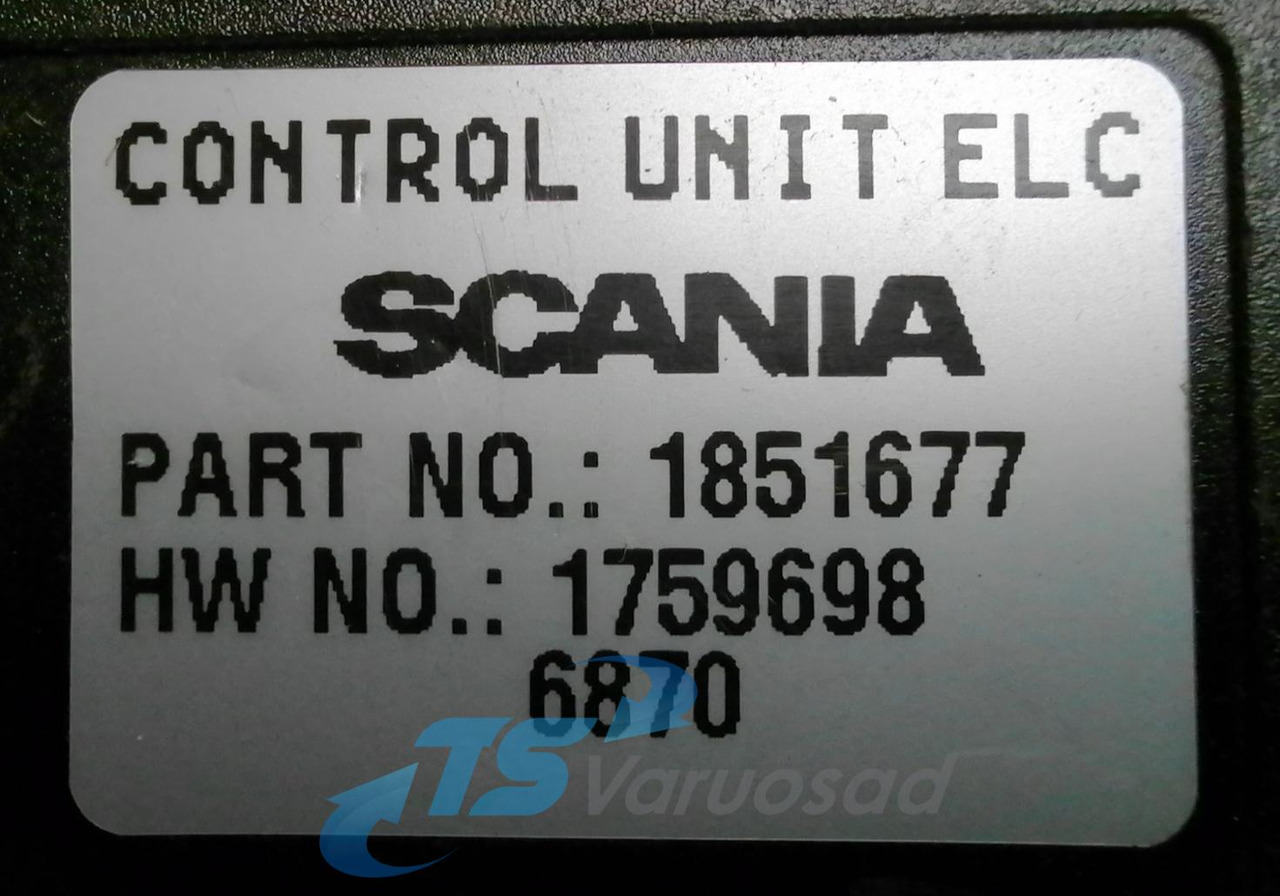 CONTROL UNIT ELC
SCANIA
PART NO.: 1851677
HW NO.: 1759698
6870
TS Varuosad